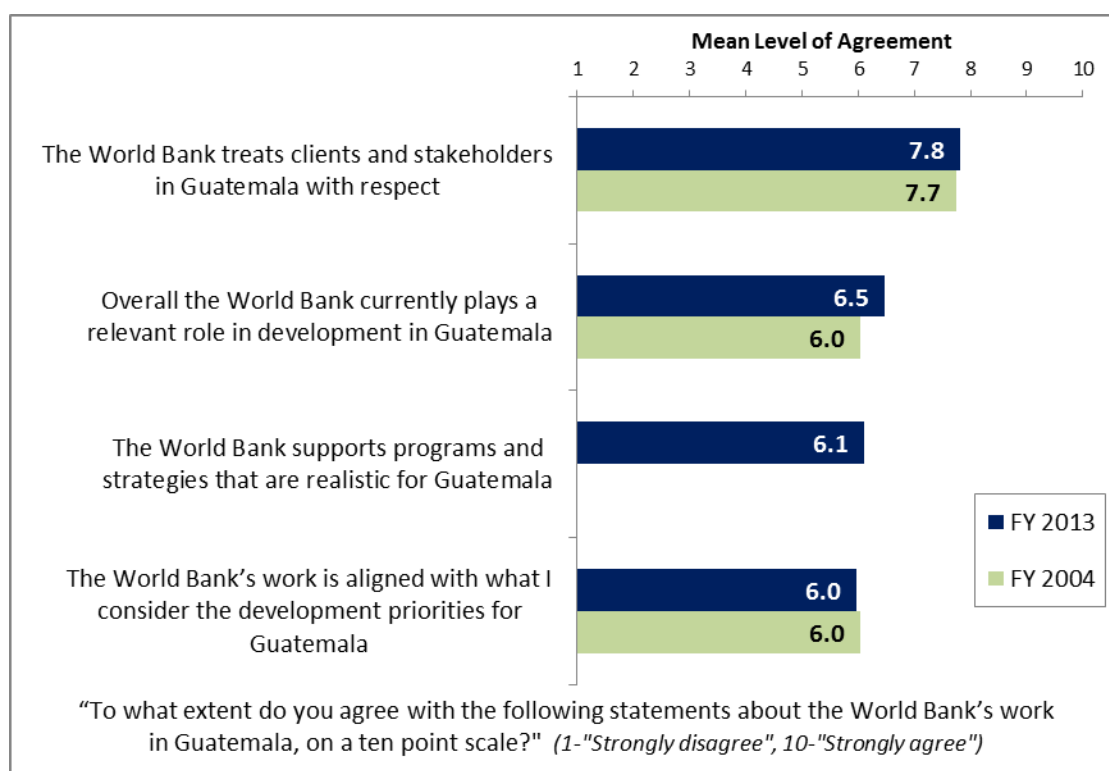 Mean Level of Agreement
1 2 3 4 5 6 7 8 9 10
The World Bank treats clients and stakeholders
in Guatemala with respect
7.8
7.7
Overall the World Bank currently plays a
relevant role in development in Guatemala
6.5
6.0
The World Bank supports programs and
strategies that are realistic for Guatemala
6.1
The World Bank’s work is aligned with what I
consider the development priorities for
Guatemala
6.0
6.0
FY 2013
FY 2004
“To what extent do you agree with the following statements about the World Bank’s work
in Guatemala, on a ten point scale?" (1-"Strongly disagree", 10-"Strongly agree")